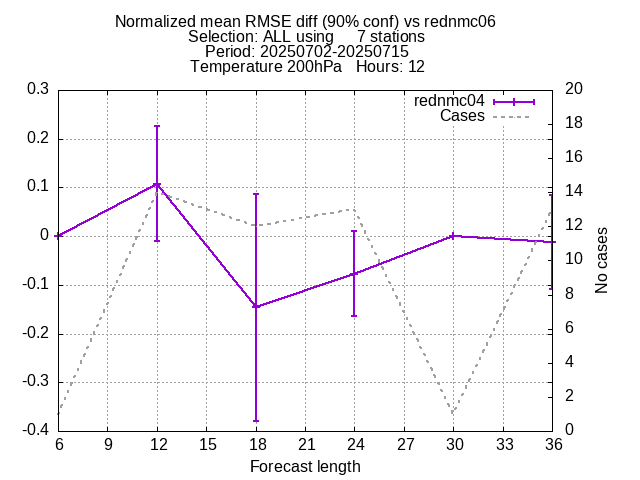 Normalized mean RMSE diff (90% conf) vs rednmc06
Selection: ALL using     7 stations
Period: 20250702-20250715
Temperature 200hPa   Hours: 12
rednmc04
Cases
0.3
0.2
0.1
0
-0.1
-0.2
-0.3
-0.4
20
18
16
14
12
10
8
6
4
2
0
No cases
6 9 12 15 18 21 24 27 30 33 36
Forecast length